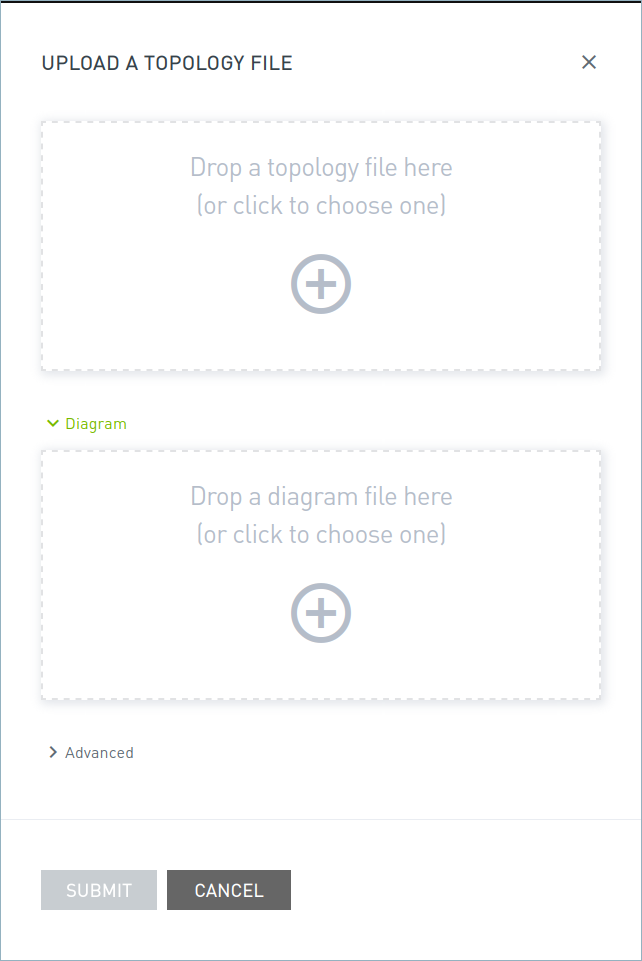 UPLOAD A TOPOLOGY FILE
Drop a topology file here
(or click to choose one)
Diagram
Drop a diagram file here
(or click to choose one)
Advanced
SUBMIT CANCEL